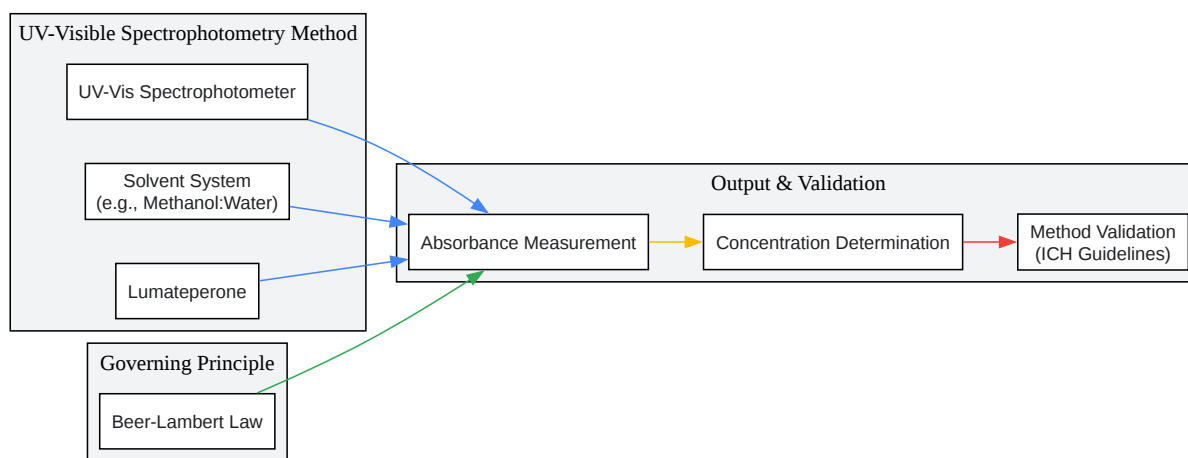 UV-Visible Spectrophotometry Method
UV-Vis Spectrophotometer
Solvent System
(e.g., Methanol:Water)
Lumateperone
Output & Validation
Absorbance Measurement
Concentration Determination
Method Validation
(ICH Guidelines)
Governing Principle
Beer-Lambert Law